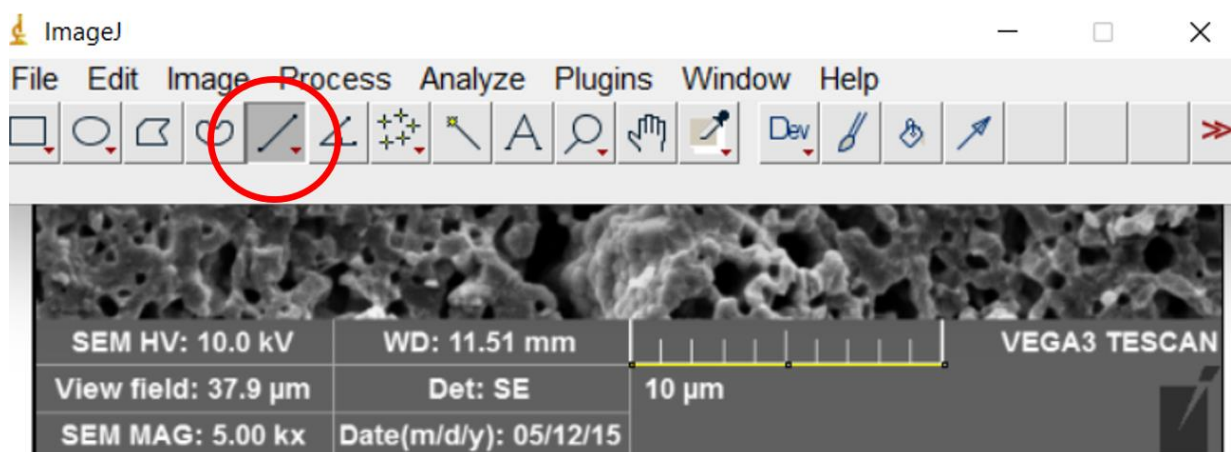 ImageJ
File Edit Image Process Analyze Plugins Window Help
A Dev
SEM HV: 10.0 kV WD: 11.51 mm VEGA3 TESCAN
View field: 37.9 µm Det: SE 10 µm
SEM MAG: 5.00 kx Date(m/d/y): 05/12/15